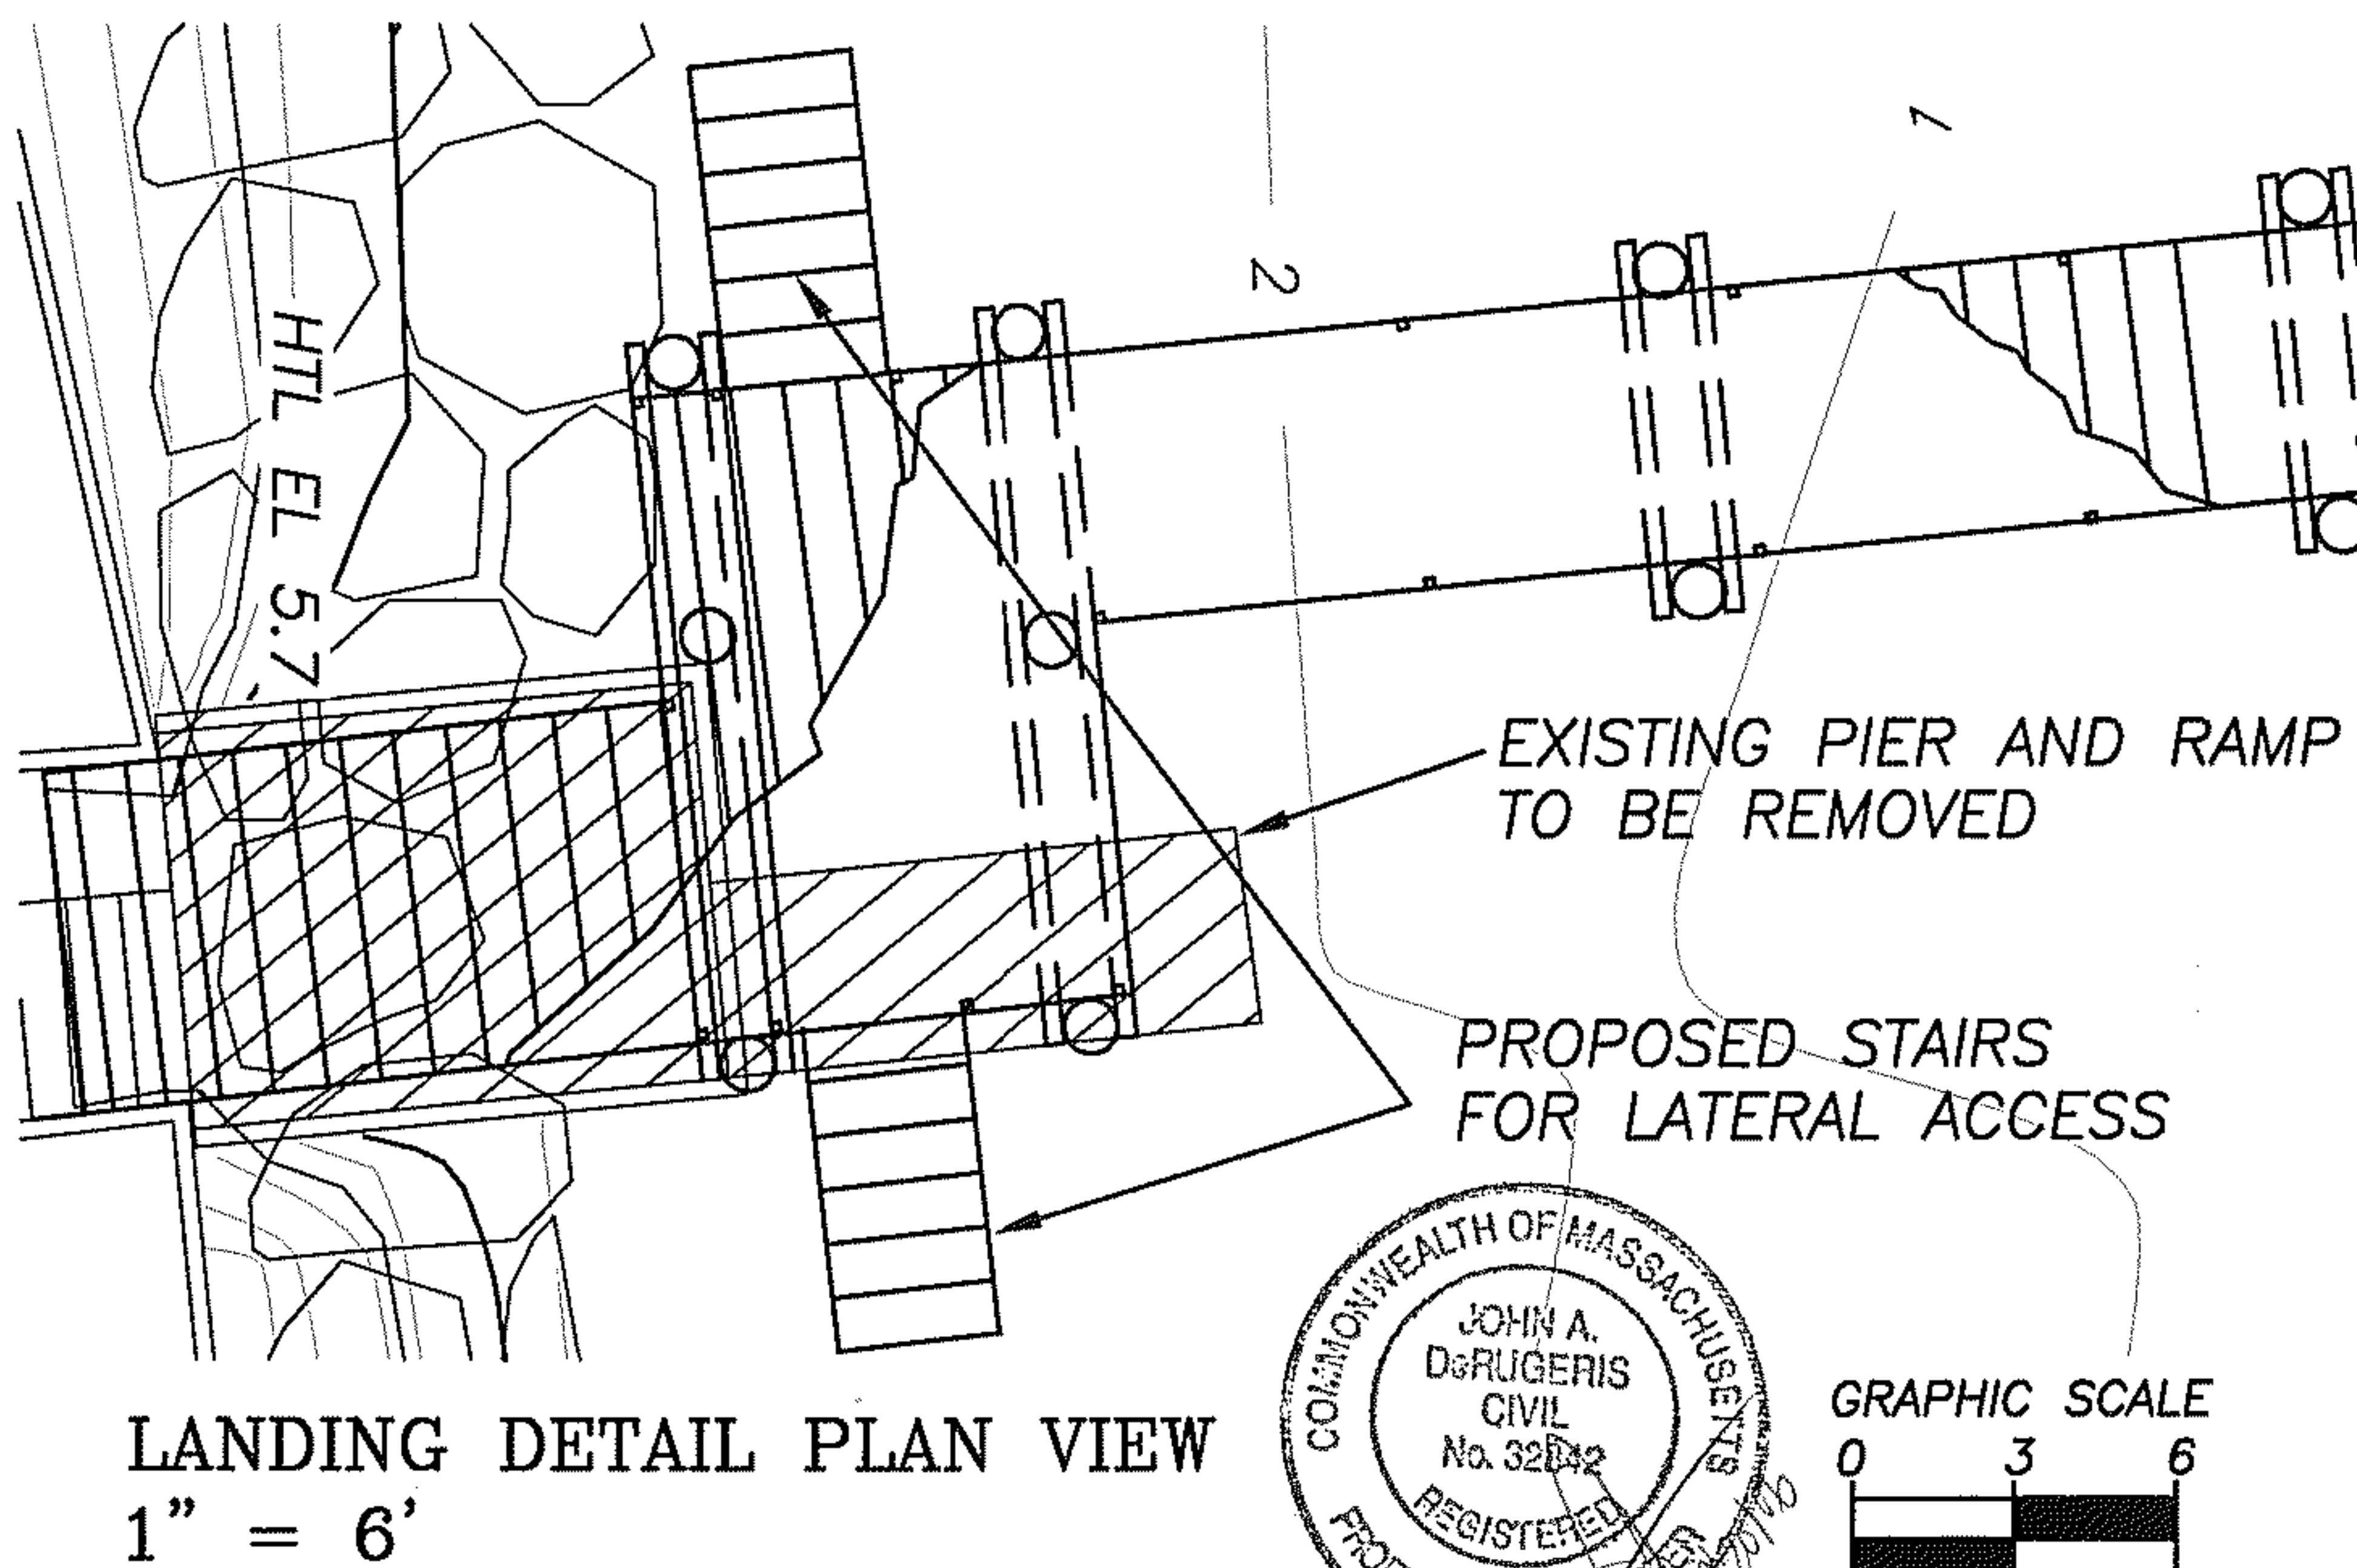 1
2
HTL EL 5.7
EXISTING PIER AND RAMP
TO BE REMOVED
PROPOSED STAIRS
FOR LATERAL ACCESS
COMMONWEALTH OF MASSACHUSETTS
JOHN A.
DeRUGERIS
CIVIL
No.
REGISTERED
LANDING DETAIL PLAN VIEW
1" = 6'
GRAPHIC SCALE
0 3 6